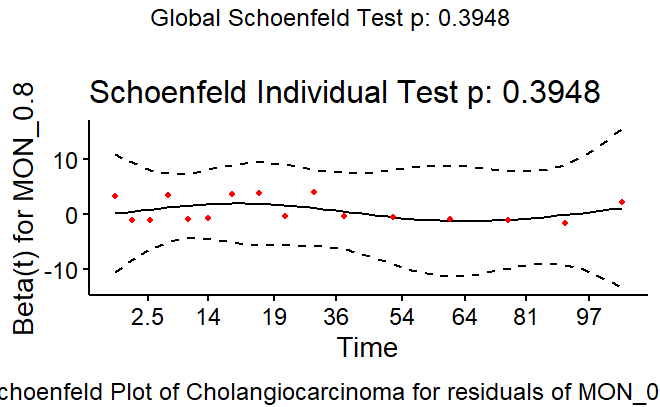 Global Schoenfeld Test p: 0.3948
Schoenfeld Individual Test p: 0.3948
Beta(t) for MON_0.8
10
0
-10
2.5 14 19 36 54 64 81 97
Time
choenfeld Plot of Cholangiocarcinoma for residuals of MON_0